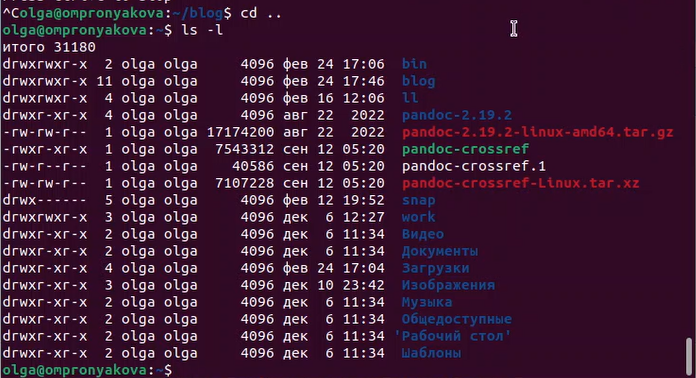 ^Colga@ompronyakova:~/blog$ cd ..
olga@ompronyakova:~$ ls -l
итого 31180
drwxrwxr-x  2 olga olga     4096 фев 24 17:06  bin
drwxrwxr-x 11 olga olga     4096 фев 24 17:46  blog
drwxrwxr-x  4 olga olga     4096 фев 16 12:06  ll
drwxr-xr-x  4 olga olga     4096 авг 22  2022  pandoc-2.19.2
-rw-rw-r--  1 olga olga 17174200 авг 22  2022  pandoc-2.19.2-linux-amd64.tar.gz
-rwxr-xr-x  1 olga olga  7543312 сен 12 05:20  pandoc-crossref
-rw-r--r--  1 olga olga    40586 сен 12 05:20  pandoc-crossref.1
-rw-rw-r--  1 olga olga  7107228 сен 12 05:20  pandoc-crossref-Linux.tar.xz
drwx------  5 olga olga     4096 фев 12 19:52  snap
drwxrwxr-x  3 olga olga     4096 дек  6 12:27  work
drwxr-xr-x  2 olga olga     4096 дек  6 11:34  Видео
drwxr-xr-x  2 olga olga     4096 дек  6 11:34  Документы
drwxr-xr-x  4 olga olga     4096 фев 24 17:04  Загрузки
drwxr-xr-x  3 olga olga     4096 дек 10 23:42  Изображения
drwxr-xr-x  2 olga olga     4096 дек  6 11:34  Музыка
drwxr-xr-x  2 olga olga     4096 дек  6 11:34  Общедоступные
drwxr-xr-x  2 olga olga     4096 дек  6 11:34 'Рабочий стол'
drwxr-xr-x  2 olga olga     4096 дек  6 11:34  Шаблоны
olga@ompronyakova:~$